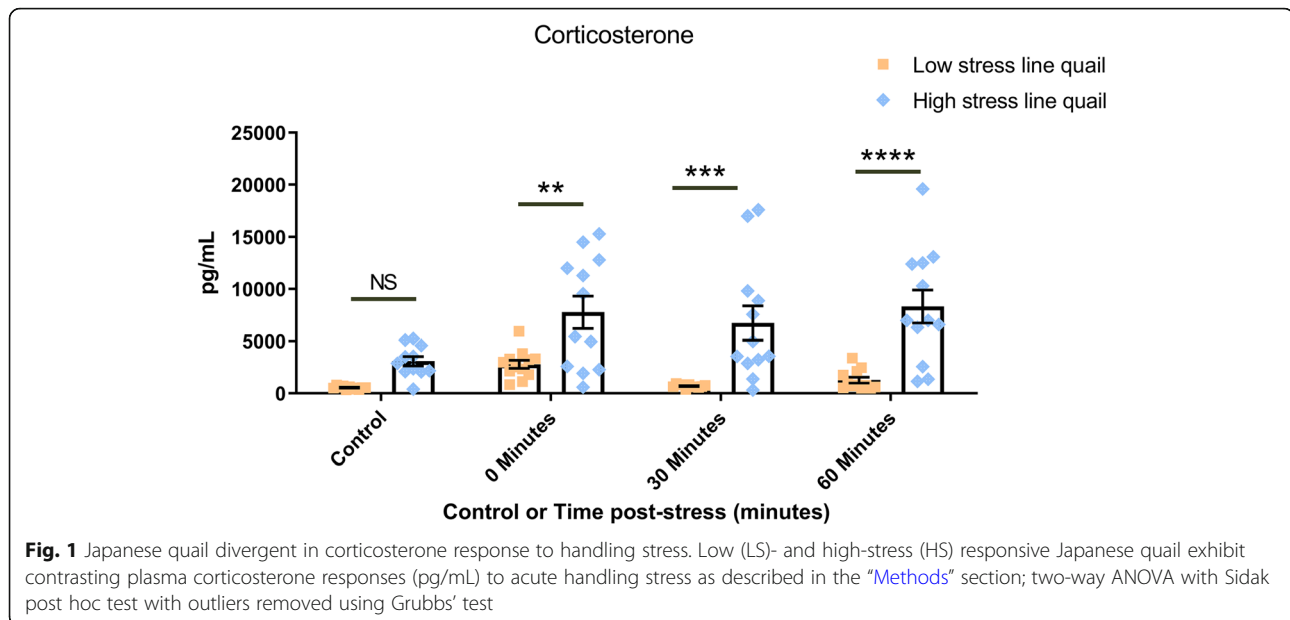 Corticosterone
Low stress line quail
High stress line quail
25000
20000
15000
10000
5000
0
pg/mL
NS
**
***
****
Control
0 Minutes
30 Minutes
60 Minutes
Control or Time post-stress (minutes)
Fig. 1 Japanese quail divergent in corticosterone response to handling stress. Low (LS)- and high-stress (HS) responsive Japanese quail exhibit
contrasting plasma corticosterone responses (pg/mL) to acute handling stress as described in the “Methods” section; two-way ANOVA with Sidak
post hoc test with outliers removed using Grubbs’ test